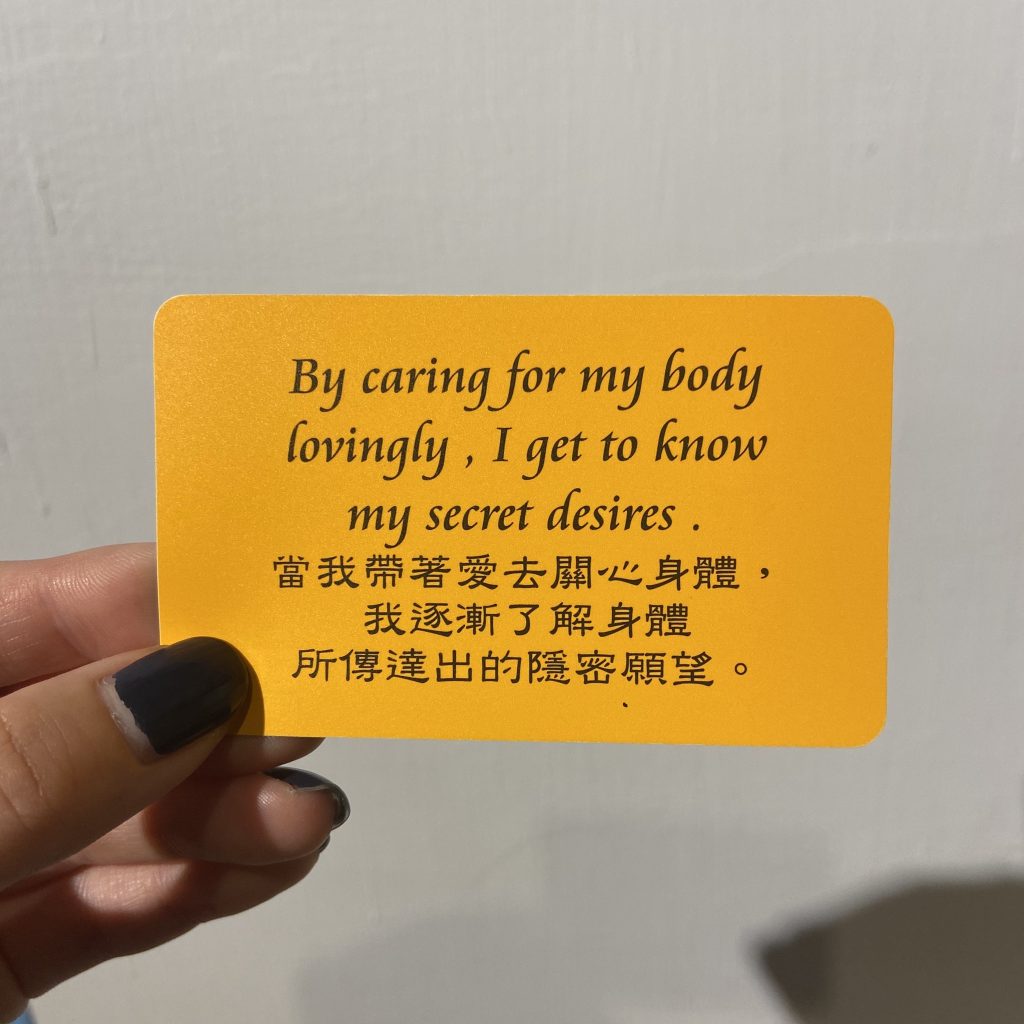 By caring for my body
lovingly , I get to know
my secret desires .
當我帶著愛去關心身體，
我逐漸了解身體
所傳達出的隱密願望。